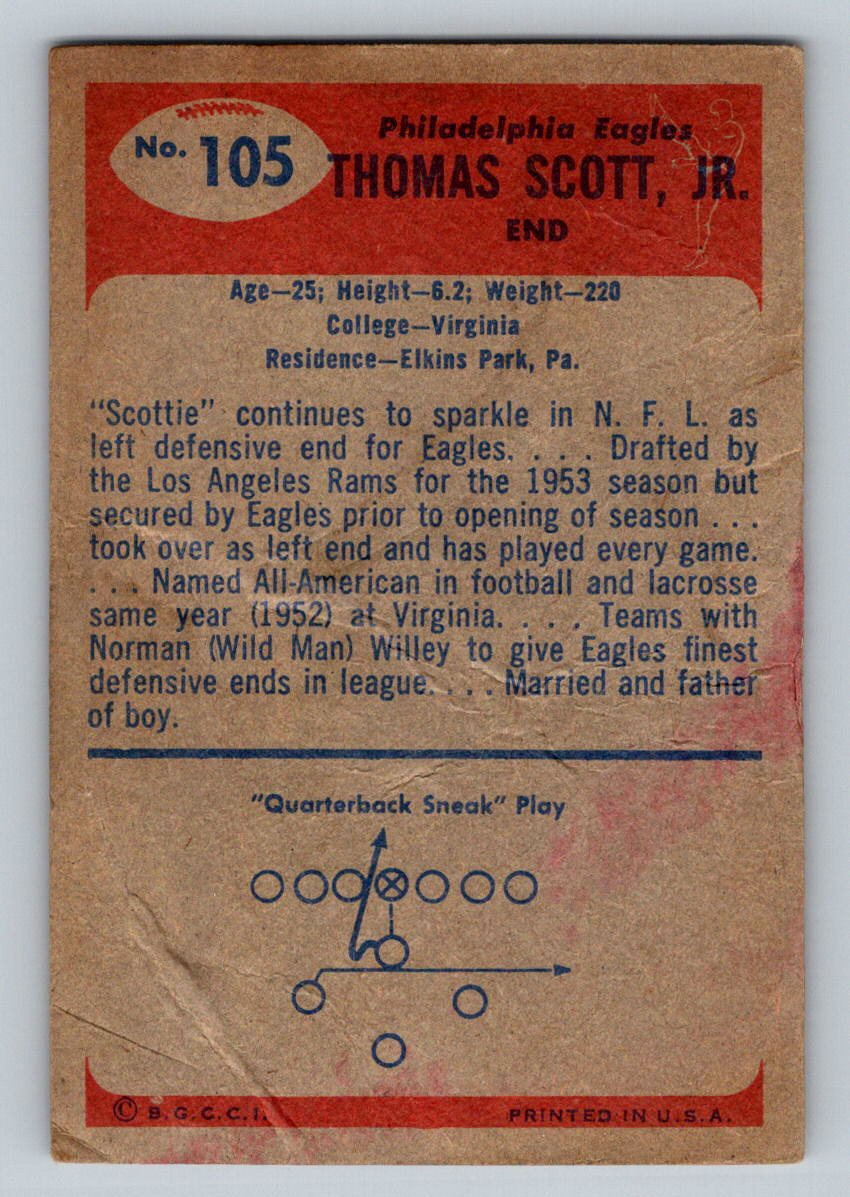 No. 105
Philadelphia Eagles
THOMAS SCOTT, JR.
END
Age—25; Height—6.2; Weight—220
College—Virginia
Residence—Elkins Park, Pa.
"Scottie" continues to sparkle in N. F. L. as
left defensive end for Eagles. . . . Drafted by
the Los Angeles Rams for the 1953 season but
secured by Eagles prior to opening of season . . .
took over as left end and has played every game.
. . . Named All-American in football and lacrosse
same year (1952) at Virginia. . . . Teams with
Norman (Wild Man) Willey to give Eagles finest
defensive ends in league. . . . Married and father
of boy.
"Quarterback Sneak" Play
© B.G.C.C.I.
PRINTED IN U.S.A.